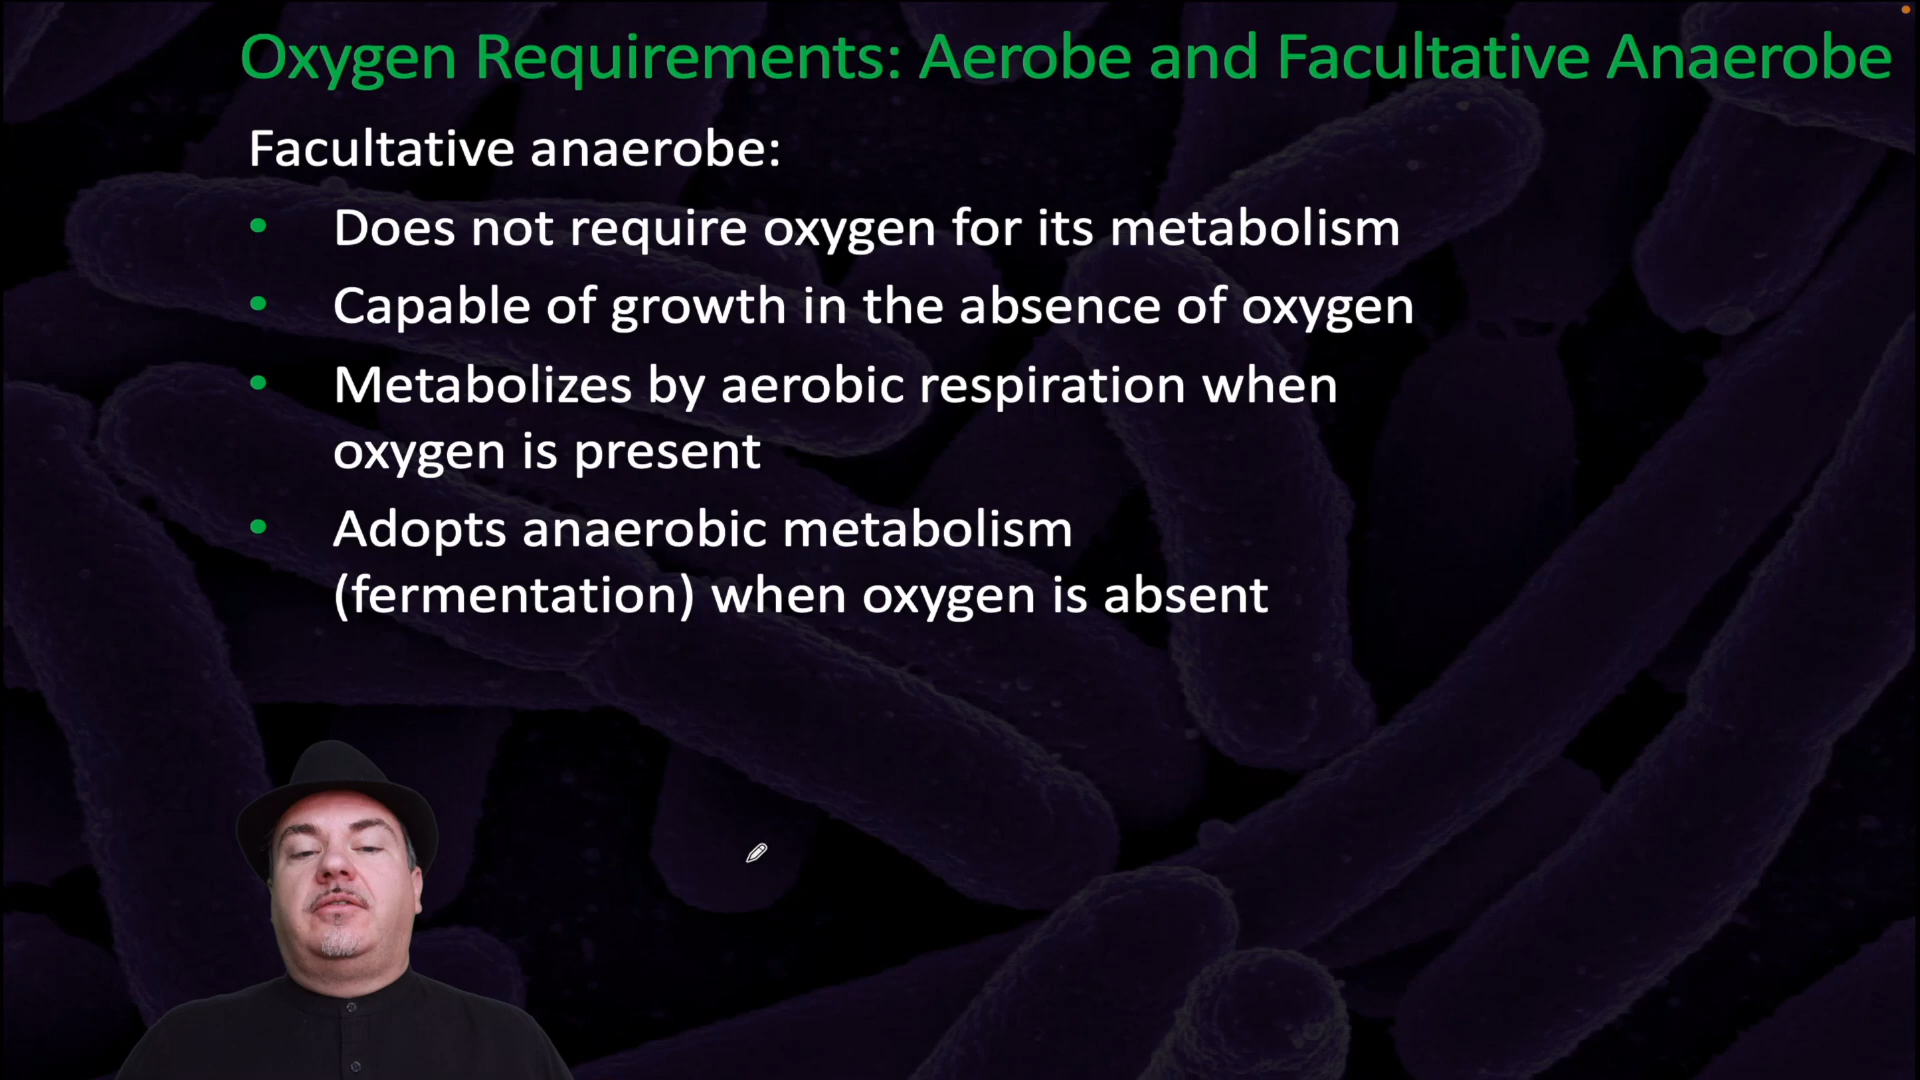 Oxygen Requirements: Aerobe and Facultative Anaerobe
Facultative anaerobe:
• Does not require oxygen for its metabolism
• Capable of growth in the absence of oxygen
• Metabolizes by aerobic respiration when
oxygen is present
• Adopts anaerobic metabolism
(fermentation) when oxygen is absent